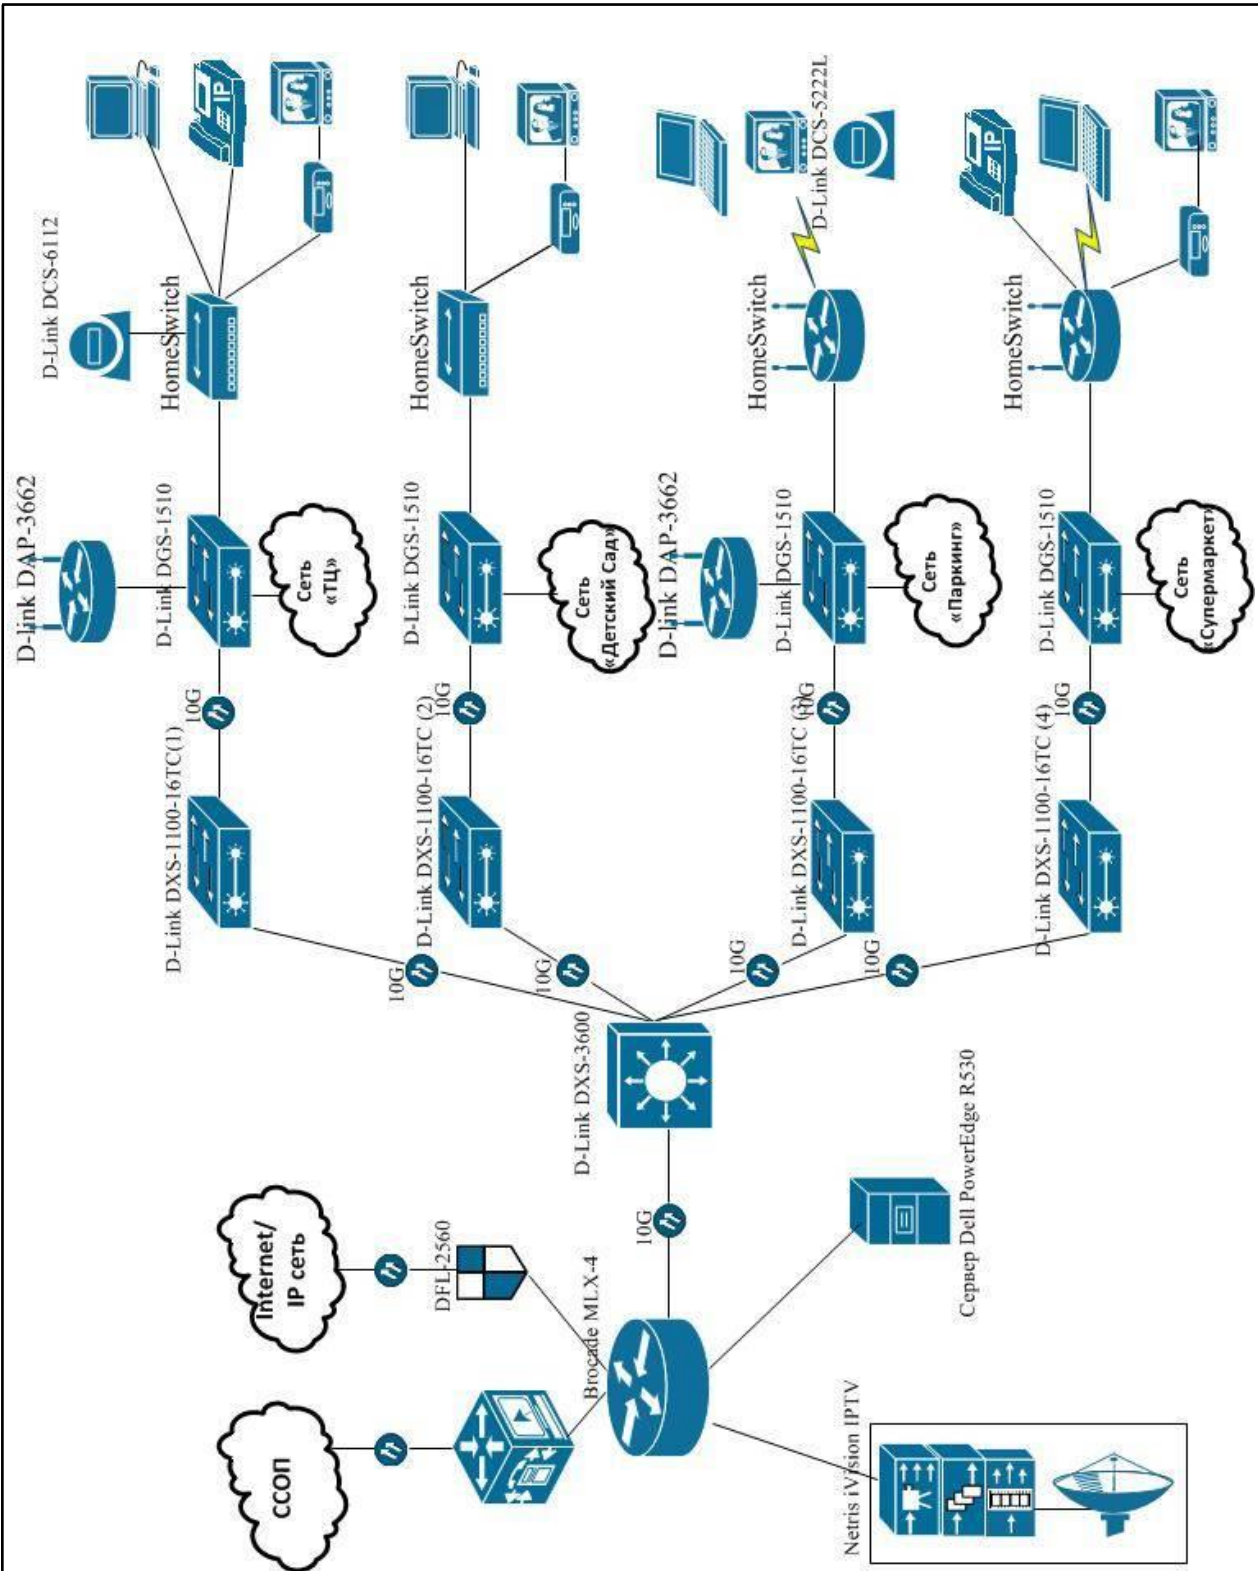 D-Link DCS-6112
HomeSwitch
IP
D-link DAP-3662
D-Link DGS-1510
Сеть
«ТЦ»
10G
D-Link DXS-1100-16TC(1)
10G
HomeSwitch
D-Link DGS-1510
Сеть
«Детский Сад»
10G
D-Link DXS-1100-16TC (2)
10G
D-Link DCS-5222L
HomeSwitch
D-link DAP-3662
D-Link DGS-1510
Сеть
«Паркинг»
10G
D-Link DXS-1100-16TC (3)
10G
IP
HomeSwitch
D-Link DGS-1510
Сеть
«Супермаркет»
10G
D-Link DXS-1100-16TC (4)
10G
D-Link DXS-3600
10G
Internet/
IP сеть
DFL-2560
Brocade MLX-4
ССОП
Сервер Dell PowerEdge R530
Netris iVision IPTV